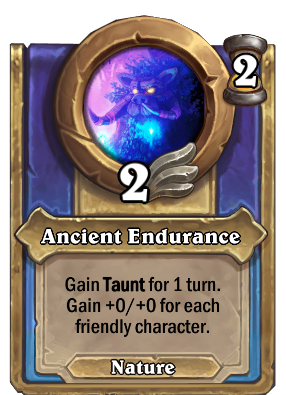 2
2
Ancient Endurance
Gain Taunt for 1 turn.
Gain +0/+0 for each
friendly character.
Nature